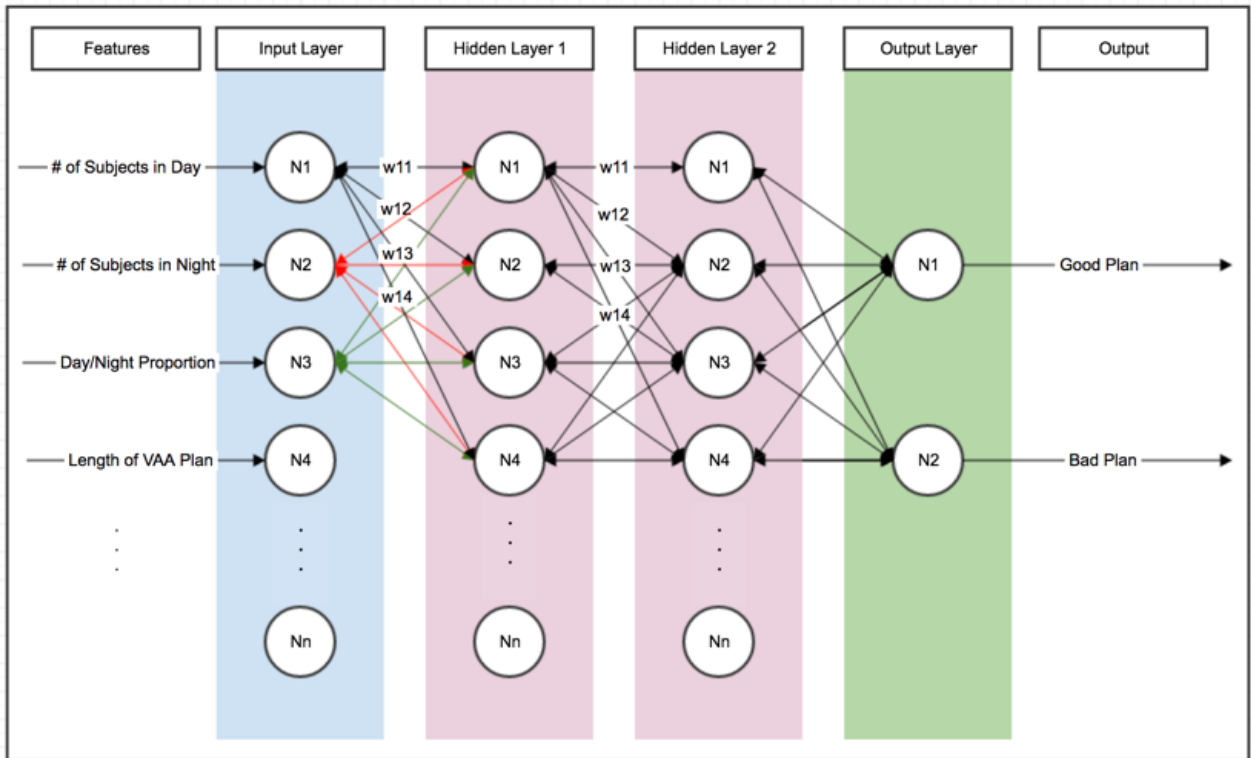 Features
Input Layer
Hidden Layer 1
Hidden Layer 2
Output Layer
Output
# of Subjects in Day
N1
w11
N1
w11
N1
w12
w12
# of Subjects in Night
N2
w13
N2
w13
N2
N1
Good Plan
w14
w14
Day/Night Proportion
N3
N3
N3
Length of VAA Plan
N4
N4
N4
N2
Bad Plan
Nn
Nn
Nn